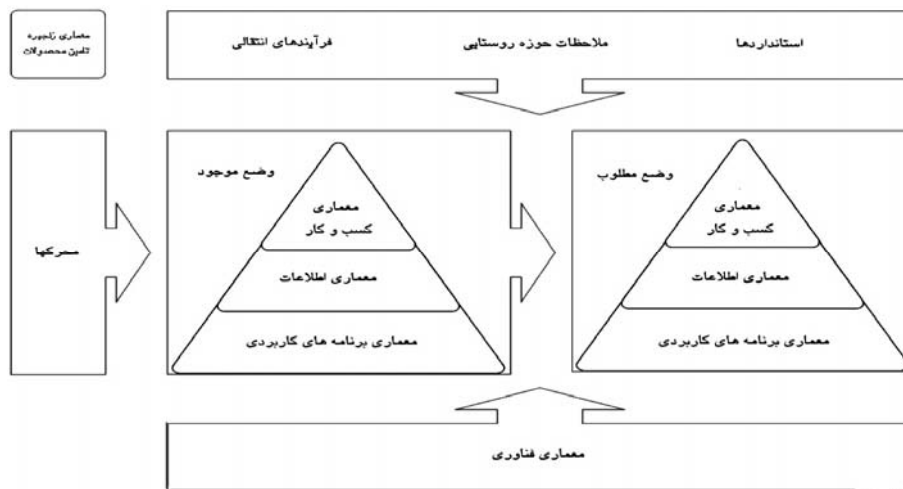 معماری زنجیره
تامین محصولات
استانداردها
ملاحظات حوزه روستایی
فرآیندهای انتقالی
محرکها
وضع موجود
معماری
کسب و کار
معماری اطلاعات
معماری برنامه های کاربردی
وضع مطلوب
معماری
کسب و کار
معماری اطلاعات
معماری برنامه های کاربردی
معماری فناوری